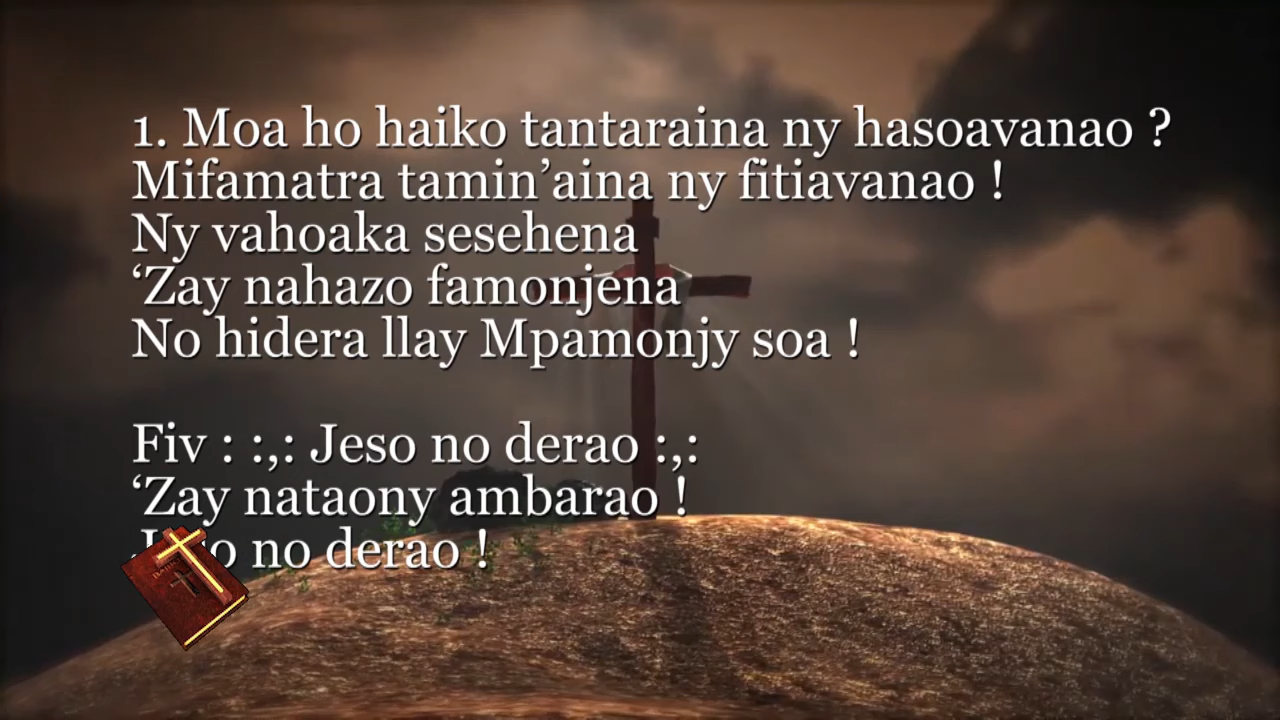 1. Moa ho haiko tantaraina ny hasoavanao ?
Mifamatra tamin’aina ny fitiavanao !
Ny vahoaka sesehena
‘Zay nahazo famonjena
No hidera llay Mpamonjy soa !
Fiv : :,: Jeso no derao :,:
‘Zay nataony ambarao !
no derao !